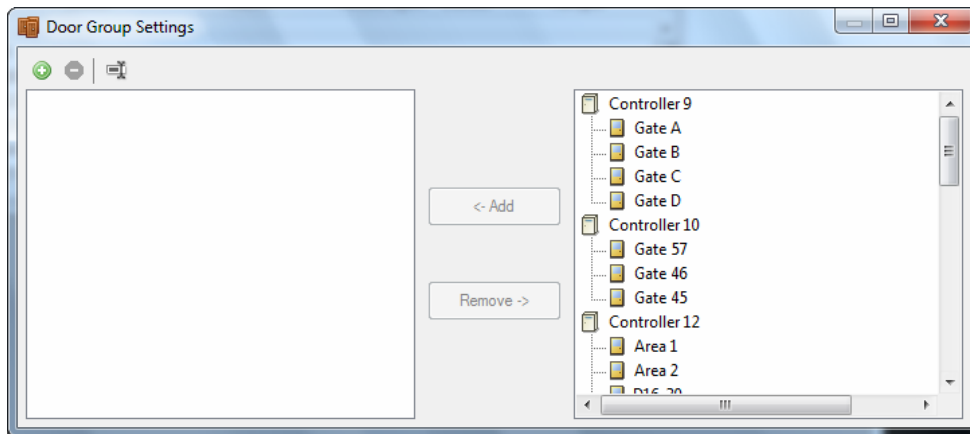 Door Group Settings
Controller 9
Gate A
Gate B
Gate C
Gate D
<- Add
Controller 10
Gate 57
Gate 46
Gate 45
Remove ->
Controller 12
Area 1
Area 2